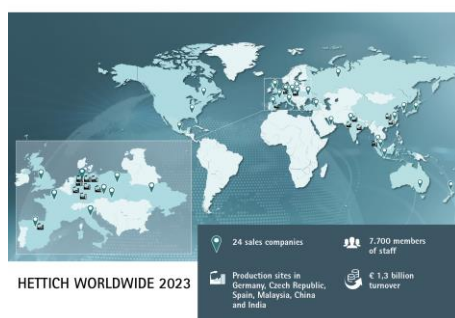 24 sales companies
7.700 members
of staff
Production sites in
Germany, Czech Republic,
Spain, Malaysia, China
and India
€ 1,3 billion
turnover
HETTICH WORLDWIDE 2023